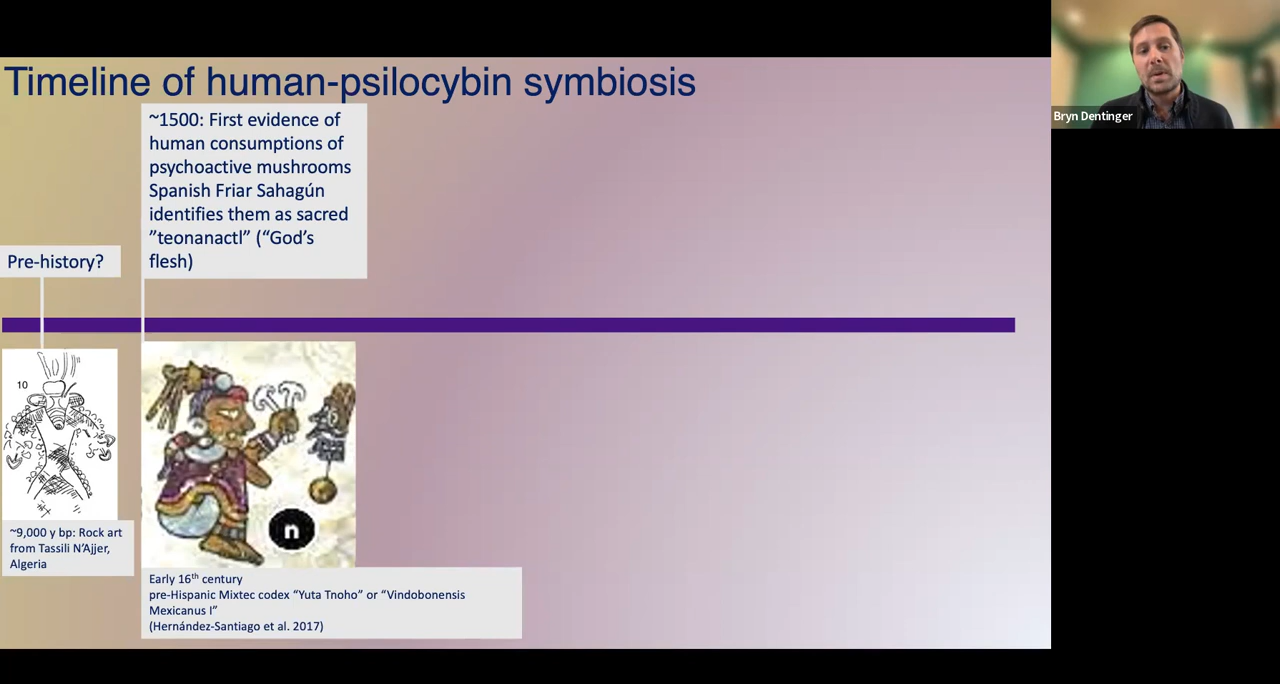 Timeline of human-psilocybin symbiosis
~1500: First evidence of
human consumptions of
psychoactive mushrooms
Spanish Friar Sahagún
identifies them as sacred
”teonanactl” (“God’s
flesh)
Pre-history?
10
n
~9,000 y bp: Rock art
from Tassili N’Ajjer,
Algeria
Early 16th century
pre-Hispanic Mixtec codex “Yuta Tnoho” or “Vindobonensis
Mexicanus I”
(Hernández-Santiago et al. 2017)
Bryn Dentinger